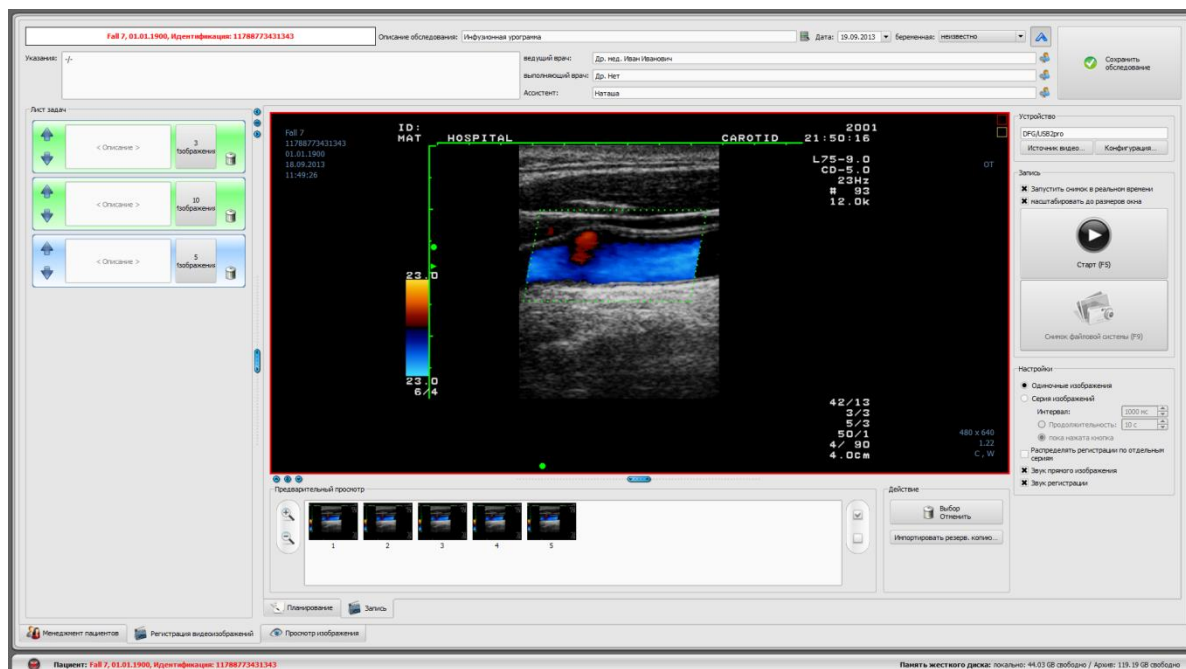 Fall 7, 01.01.1900, Идентификация: 11788773431343
Описание обследования: Инфузионная урограмма
Дата: 19.09.2013
беременная: неизвестно
Сохранить
обследование
Указания: -/-
ведущий врач: Др. мед. Иван Иванович
выполняющий врач: Др. Нет
Ассистент: Наташа
Лист задач
< Описание >
3
Изображения
< Описание >
10
Изображения
< Описание >
5
Изображения
Fall 7
11788773431343
01.01.1900
18.09.2013
11:49:26
ID:
MAT HOSPITAL
2001
CAROTID 21:50:16
OT
L75-9.0
CD-5.0
23Hz
# 93
12.0k
23.0
23.0
6/4
42/13
3/3
5/3
50/1
4/ 90
4.0cm
480 x 640
1.22
C , W
Устройство
DFG/USB2pro
Источник видео...
Конфигурация...
Запись
Запустить снимок в реальном времени
масштабировать до размеров окна
Старт (F5)
Снимок файловой системы (F9)
Настройки
Одиночные изображения
Серия изображений
Интервал: 1000 мс
Продолжительность: 10 с
пока нажата кнопка
Распределять регистрации по отдельным
сериям
Звук прямого изображения
Звук регистрации
Предварительный просмотр
1 2 3 4 5
Действие
Выбор
Отменить
Импортировать резерв. копию...
Планирование
Запись
Менеджмент пациентов
Регистрация видеоизображений
Просмотр изображения
Пациент: Fall 7, 01.01.1900, Идентификация: 11788773431343
Память жесткого диска: локально: 44.03 GB свободно / Архив: 119.19 GB свободно